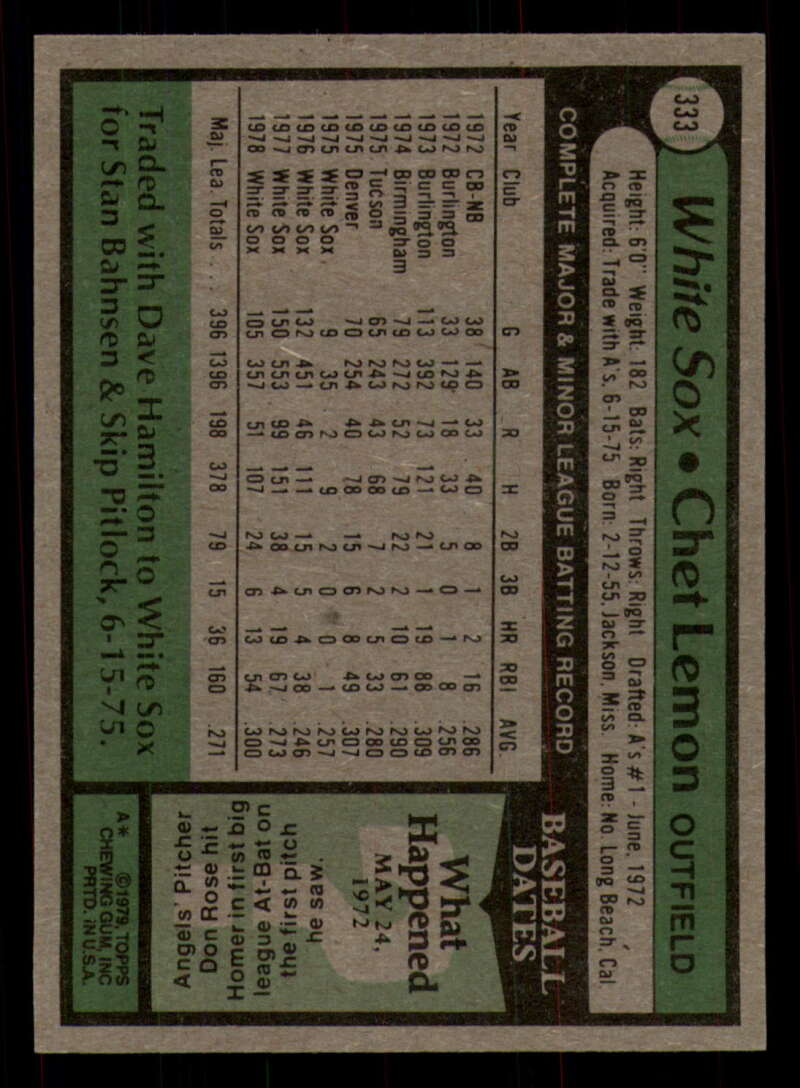 333 White Sox • Chet Lemon OUTFIELD
Height: 6'0" Weight: 182 Bats: Right Throws: Right Drafted: A's #1 - June, 1972
Acquired: Trade with A's, 6-15-75 Born: 2-12-55, Jackson, Miss. Home: No. Long Beach, Cal.
COMPLETE MAJOR & MINOR LEAGUE BATTING RECORD
Year Club G AB R H 2B 3B HR RBI AVG
1972 CB-NB 38 140 33 40 8 1 2 16 .286
1972 Burlington 33 129 18 33 5 0 1 8 .256
1973 Burlington 113 392 73 121 21 1 19 88 .309
1974 Birmingham 79 272 52 79 22 2 10 61 .290
1975 Tucson 65 243 43 68 7 2 5 33 .280
1975 Denver 70 254 40 78 15 6 8 49 .307
1975 White Sox 9 35 2 9 2 0 0 1 .257
1976 White Sox 132 451 46 111 15 5 4 38 .246
1977 White Sox 150 553 99 151 38 4 19 67 .273
1978 White Sox 105 357 51 107 24 6 13 54 .300
Maj. Lea. Totals . . . 396 1396 198 378 79 15 36 160 .271
Traded with Dave Hamilton to White Sox
for Stan Bahnsen & Skip Pitlock, 6-15-75.
BASEBALL
DATES
What
Happened
MAY 24,
1972
Angels' Pitcher
Don Rose hit
Homer in first big
league At-Bat on
the first pitch
he saw.
A* ©1979, TOPPS
CHEWING GUM, INC
PRTD. IN U.S.A.